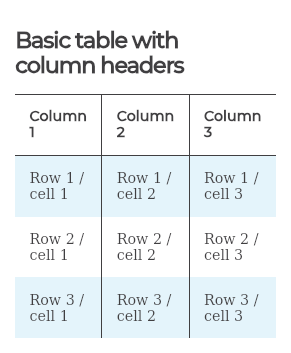 Basic table with
column headers
Column 1 Column 2 Column 3
Row 1 / cell 1 Row 1 / cell 2 Row 1 / cell 3
Row 2 / cell 1 Row 2 / cell 2 Row 2 / cell 3
Row 3 / cell 1 Row 3 / cell 2 Row 3 / cell 3